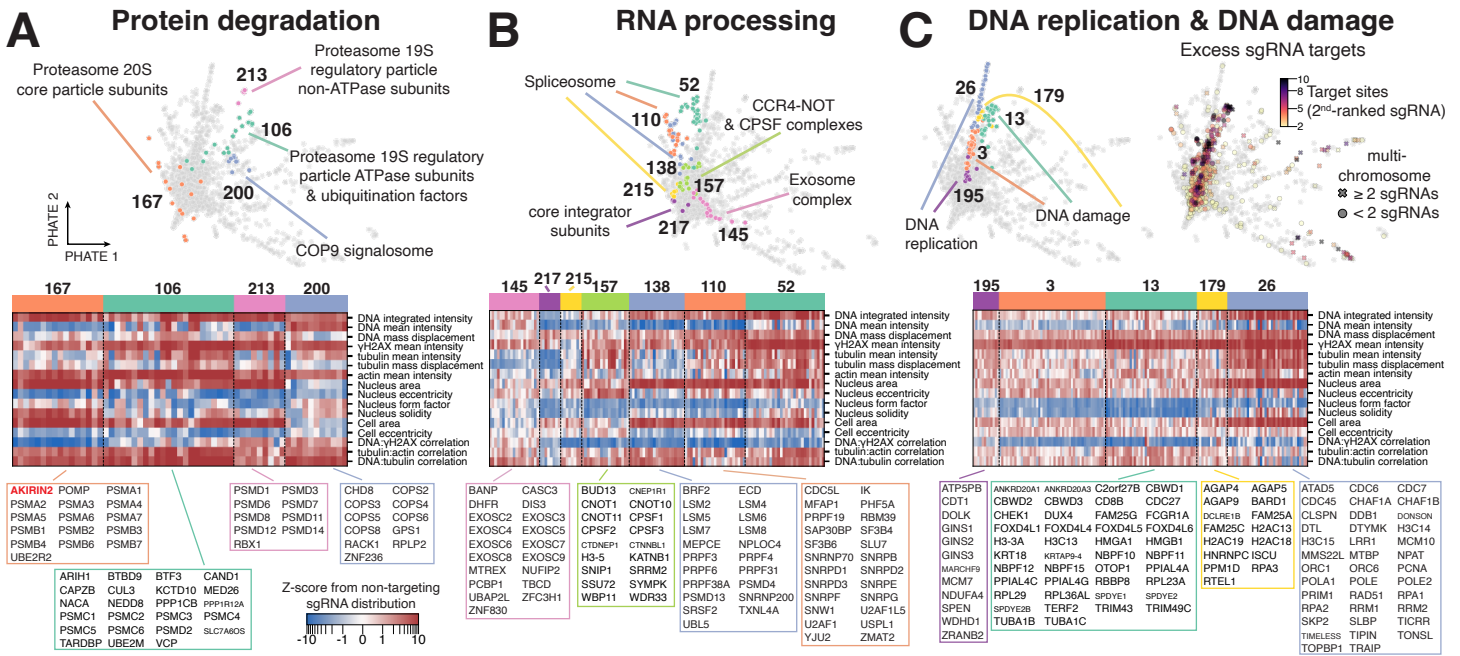 A Protein degradation
Proteasome 20S
core particle subunits
213
Proteasome 19S
regulatory particle
non-ATPase subunits
106
Proteasome 19S regulatory
particle ATPase subunits
& ubiquitination factors
167
200
COP9 signalosome
PHATE 2
PHATE 1
167 106 213 200
DNA integrated intensity
DNA mean intensity
DNA mass displacement
γH2AX mean intensity
tubulin mean intensity
tubulin mass displacement
actin mean intensity
Nucleus area
Nucleus eccentricity
Nucleus form factor
Nucleus solidity
Cell area
Cell eccentricity
DNA:γH2AX correlation
tubulin:actin correlation
DNA:tubulin correlation
AKIRIN2 POMP PSMA1
PSMA2 PSMA3 PSMA4
PSMA5 PSMA6 PSMA7
PSMB1 PSMB2 PSMB3
PSMB4 PSMB6 PSMB7
UBE2R2
ARIH1 BTBD9 BTF3 CAND1
CAPZB CUL3 KCTD10 MED26
NACA NEDD8 PPP1CB PPP1R12A
PSMC1 PSMC2 PSMC3 PSMC4
PSMC5 PSMC6 PSMD2 SLC7A6OS
TARDBP UBE2M VCP
PSMD1 PSMD3
PSMD6 PSMD7
PSMD8 PSMD11
PSMD12 PSMD14
RBX1
CHD8 COPS2
COPS3 COPS4
COPS5 COPS6
COPS8 GPS1
RACK1 RPLP2
ZNF236
Z-score from non-targeting
sgRNA distribution
-10 -1 0 1 10
B RNA processing
Spliceosome
52
110
CCR4-NOT
& CPSF complexes
138
157
215
Exosome
complex
core integrator
subunits
217
145
145 217 215 157 138 110 52
DNA integrated intensity
DNA mean intensity
DNA mass displacement
γH2AX mean intensity
tubulin mean intensity
tubulin mass displacement
actin mean intensity
Nucleus area
Nucleus eccentricity
Nucleus form factor
Nucleus solidity
Cell area
Cell eccentricity
DNA:γH2AX correlation
tubulin:actin correlation
DNA:tubulin correlation
BANP CASC3
DHFR DIS3
EXOSC2 EXOSC3
EXOSC4 EXOSC5
EXOSC6 EXOSC7
EXOSC8 EXOSC9
MTREX NUFIP2
PCBP1 TBCD
UBAP2L ZFC3H1
ZNF830
BUD13 CNEP1R1
CNOT1 CNOT10
CNOT11 CPSF1
CPSF2 CPSF3
CTDNEP1 CTNNBL1
H3-5 KATNB1
SNIP1 SRRM2
SSU72 SYMPK
WBP11 WDR33
BRF2 ECD
LSM2 LSM4
LSM5 LSM6
LSM7 LSM8
MEPCE NPLOC4
PRPF3 PRPF4
PRPF6 PRPF31
PRPF38A PSMD4
PSMD13 SNRNP200
SRSF2 TXNL4A
UBL5
CDC5L IK
MFAP1 PHF5A
PRPF19 RBM39
SAP30BP SF3B4
SF3B6 SLU7
SNRNP70 SNRPB
SNRPD1 SNRPD2
SNRPD3 SNRPE
SNRPF SNRPG
SNW1 U2AF1L5
U2AF1 USPL1
YJU2 ZMAT2
C DNA replication & DNA damage
26
179
13
3
195
DNA
replication
DNA damage
Excess sgRNA targets
10
8
5
2
Target sites
(2nd-ranked sgRNA)
multi-
chromosome
≥ 2 sgRNAs
< 2 sgRNAs
195 3 13 179 26
DNA integrated intensity
DNA mean intensity
DNA mass displacement
γH2AX mean intensity
tubulin mean intensity
tubulin mass displacement
actin mean intensity
Nucleus area
Nucleus eccentricity
Nucleus form factor
Nucleus solidity
Cell area
Cell eccentricity
DNA:γH2AX correlation
tubulin:actin correlation
DNA:tubulin correlation
ATP5PB
CDT1
DOLK
GINS1
GINS2
GINS3
MARCHF9
MCM7
NDUFA4
SPEN
WDHD1
ZRANB2
ANKRD20A1 ANKRD20A3 C2orf27B CBWD1
CBWD2 CBWD3 CD8B CDC27
CHEK1 DUX4 FAM25G FCGR1A
FOXD4L1 FOXD4L4 FOXD4L5 FOXD4L6
H3-3A H3C13 HMGA1 HMGB1
KRT18 KRTAP9-4 NBPF10 NBPF11
NBPF12 NBPF15 OTOP1 PPIAL4A
PPIAL4C PPIAL4G RBBP8 RPL23A
RPL29 RPL36AL SPDYE1 SPDYE2
SPDYE2B TERF2 TRIM43 TRIM49C
TUBA1B TUBA1C
AGAP4 AGAP5
AGAP9 BARD1
DCLRE1B FAM25A
FAM25C H2AC13
H2AC19 H2AC18
HNRNPC ISCU
PPM1D RPA3
RTEL1
ATAD5 CDC6 CDC7
CDC45 CHAF1A CHAF1B
CLSPN DDB1 DONSON
DTL DTYMK H3C14
H3C15 LRR1 MCM10
MMS22L MTBP NPAT
ORC1 ORC6 PCNA
POLA1 POLE POLE2
PRIM1 RAD51 RPA1
RPA2 RRM1 RRM2
SKP2 SLBP TICRR
TIMELESS TIPIN TONSL
TOPBP1 TRAIP